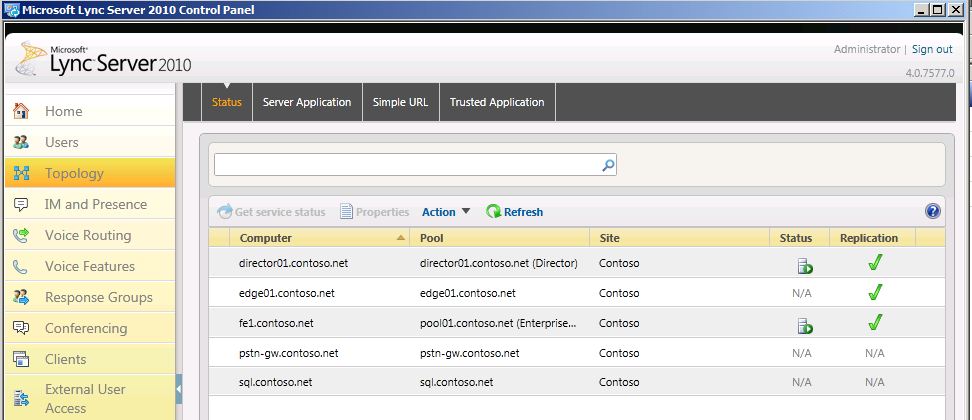 Microsoft Lync Server 2010 Control Panel
Microsoft®
Lync Server 2010
Administrator | Sign out
4.0.7577.0
Home
Users
Topology
IM and Presence
Voice Routing
Voice Features
Response Groups
Conferencing
Clients
External User
Access
Status Server Application Simple URL Trusted Application
Get service status Properties Action Refresh
Computer Pool Site Status Replication
director01.contoso.net director01.contoso.net (Director) Contoso
edge01.contoso.net edge01.contoso.net Contoso N/A
fe1.contoso.net pool01.contoso.net (Enterprise... Contoso
pstn-gw.contoso.net pstn-gw.contoso.net Contoso N/A N/A
sql.contoso.net sql.contoso.net Contoso N/A N/A